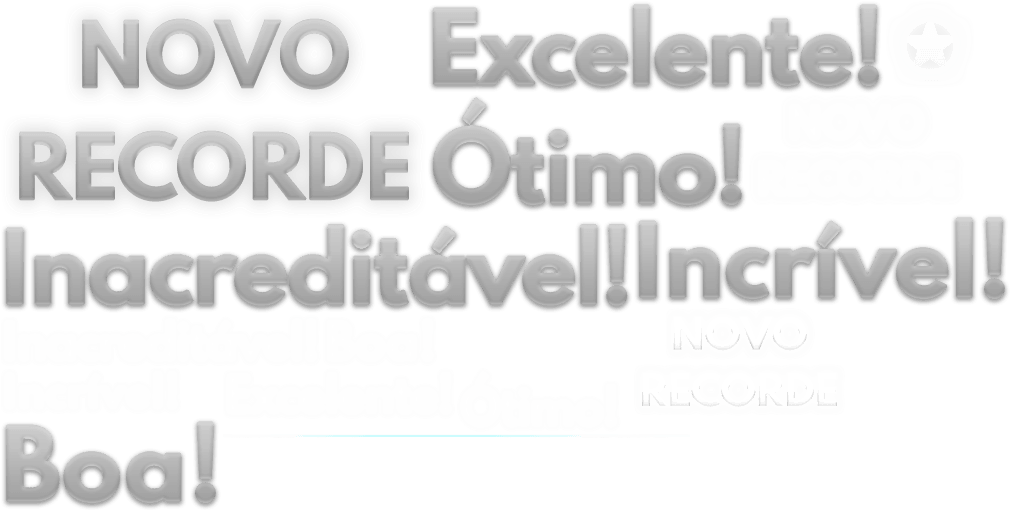 NOVO
RECORDE
Excelente!
Ótimo!
Inacreditável!!
Incrível!
NOVO
RECORDE
Boa!